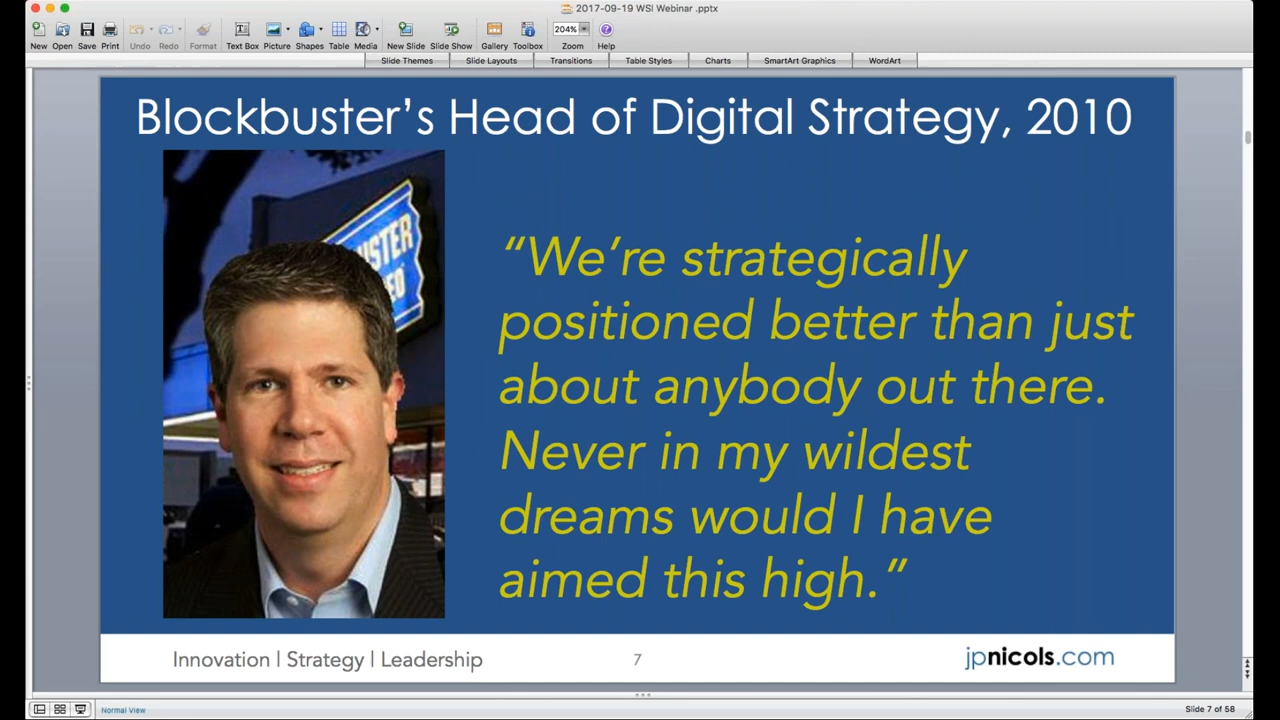 2017-09-19 WSI Webinar .pptx
New Open Save Print Undo Redo Format Text Box Picture Shapes Table Media New Slide Slide Show Gallery Toolbox 204% Zoom Help
Slide Themes Slide Layouts Transitions Table Styles Charts SmartArt Graphics WordArt
Blockbuster’s Head of Digital Strategy, 2010
“We’re strategically
positioned better than just
about anybody out there.
Never in my wildest
dreams would I have
aimed this high.”
Innovation | Strategy | Leadership 7 jpnicols.com
Normal View Slide 7 of 58